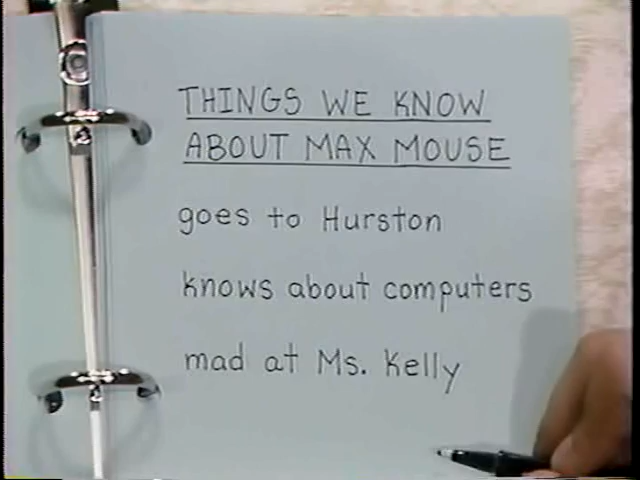 THINGS WE KNOW
ABOUT MAX MOUSE
goes to Hurston
knows about computers
mad at Ms. Kelly